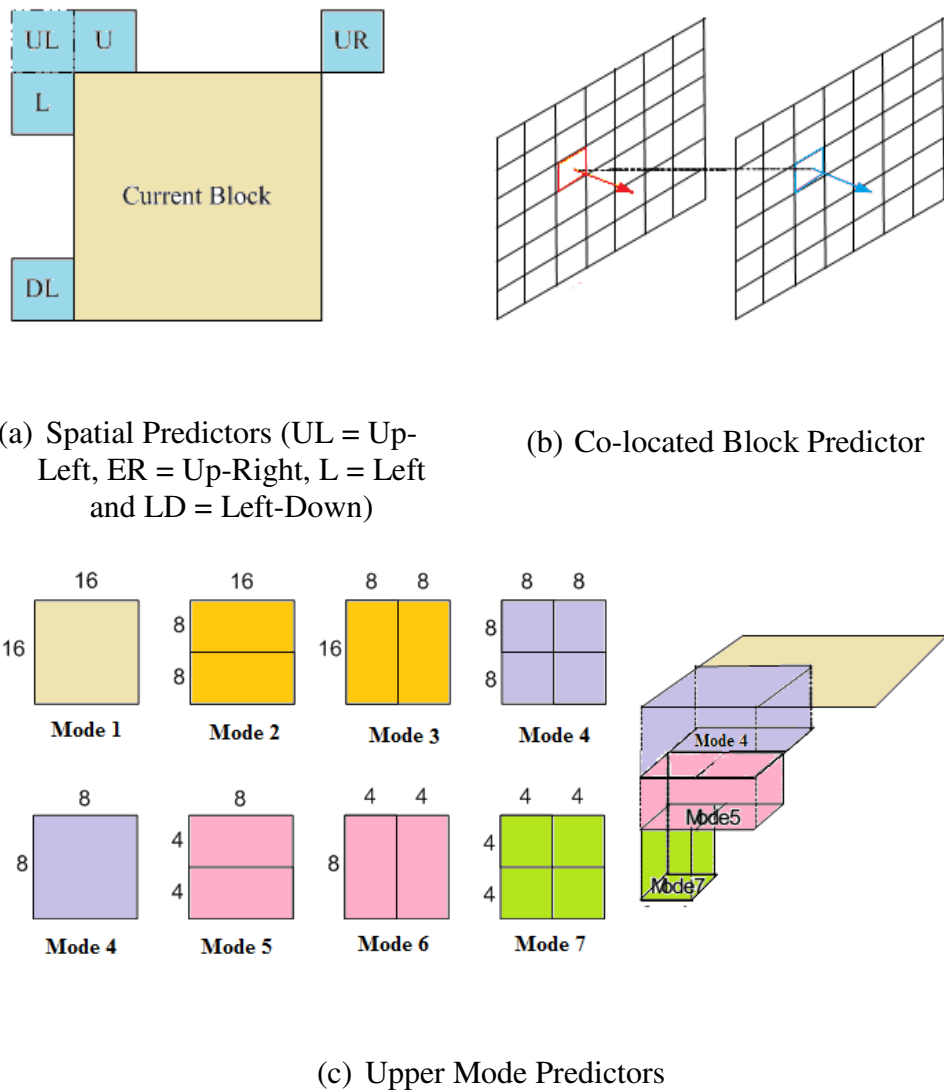 UL U UR
L
Current Block
DL
(a) Spatial Predictors (UL = Up-
Left, ER = Up-Right, L = Left
and LD = Left-Down)
(b) Co-located Block Predictor
16 16 8 8 8 8
16 8 8 16 8 8
Mode 1 Mode 2 Mode 3 Mode 4
Mode 4
Mode5
Mode7
8 8 4 4 4 4
8 4 4 8 4 4
Mode 4 Mode 5 Mode 6 Mode 7
(c) Upper Mode Predictors